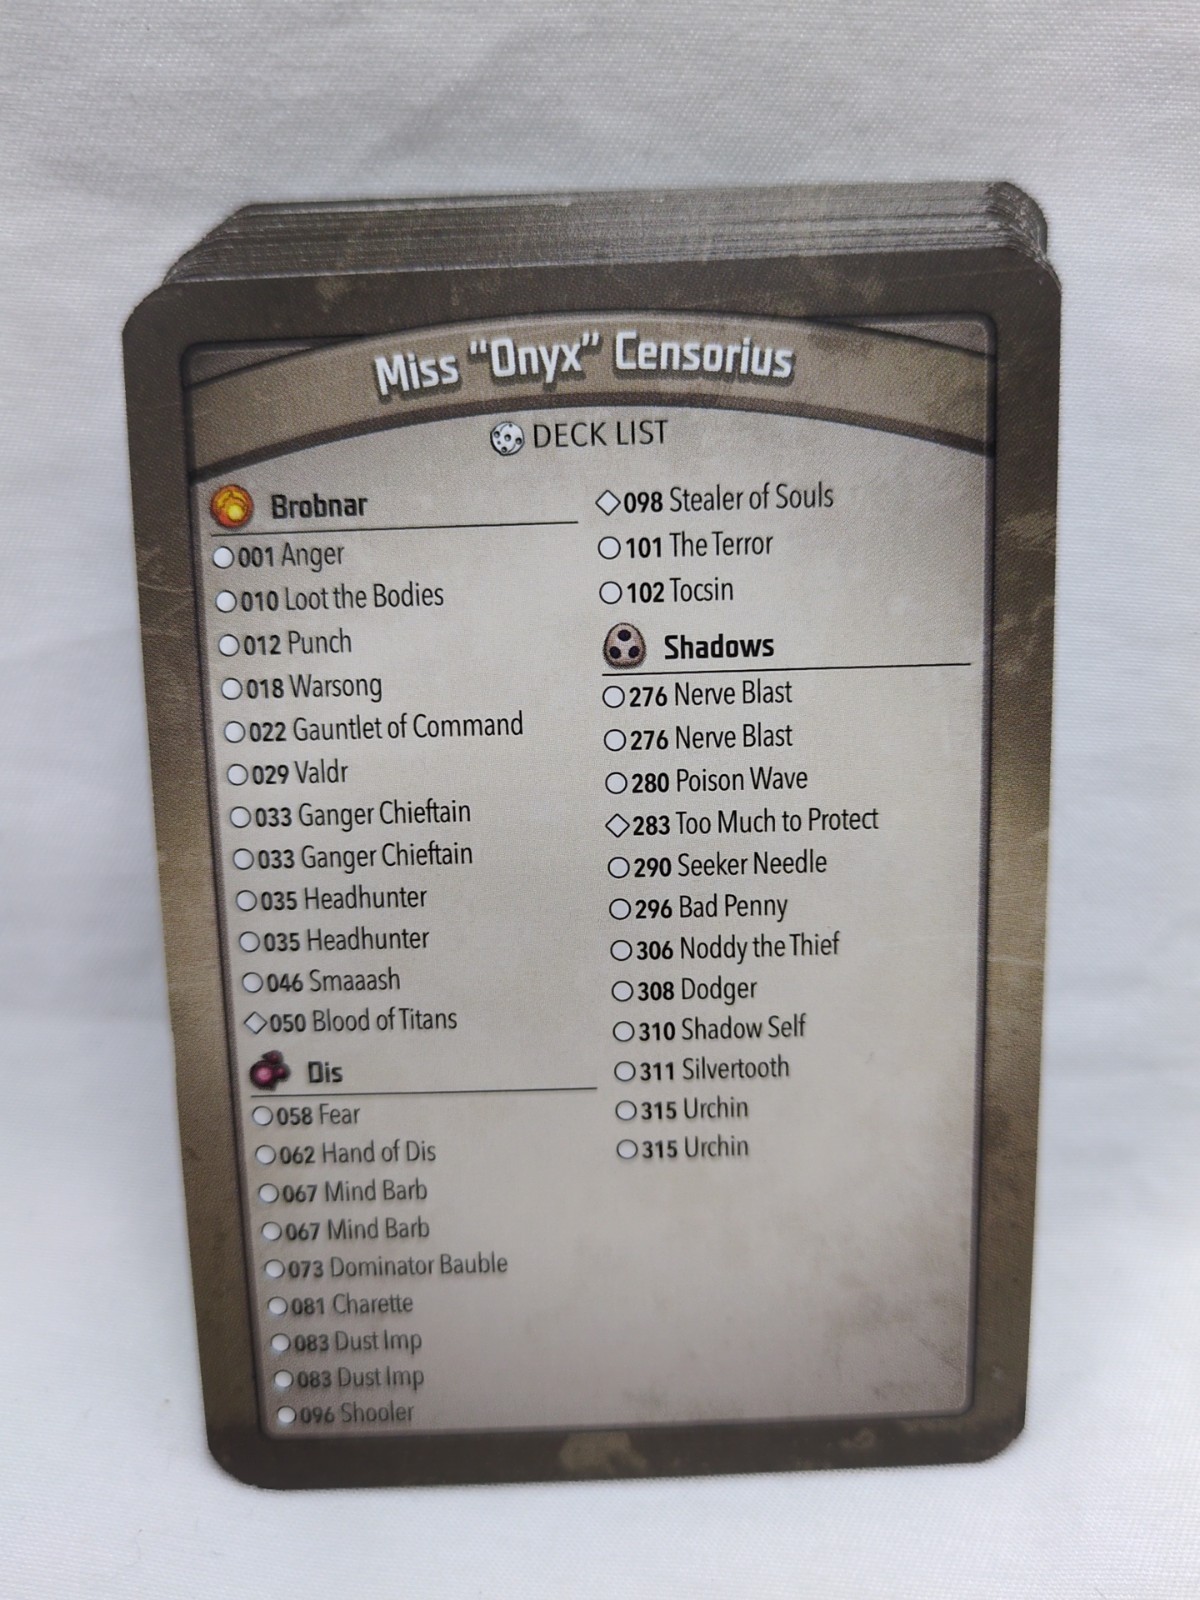 Miss "Onyx" Censorius
DECK LIST
Brobnar
001 Anger
010 Loot the Bodies
012 Punch
018 Warsong
022 Gauntlet of Command
029 Valdr
033 Ganger Chieftain
033 Ganger Chieftain
035 Headhunter
035 Headhunter
046 Smaaash
050 Blood of Titans
Dis
058 Fear
062 Hand of Dis
067 Mind Barb
067 Mind Barb
073 Dominator Bauble
081 Charette
083 Dust Imp
083 Dust Imp
096 Shooler
098 Stealer of Souls
101 The Terror
102 Tocsin
Shadows
276 Nerve Blast
276 Nerve Blast
280 Poison Wave
283 Too Much to Protect
290 Seeker Needle
296 Bad Penny
306 Noddy the Thief
308 Dodger
310 Shadow Self
311 Silvertooth
315 Urchin
315 Urchin